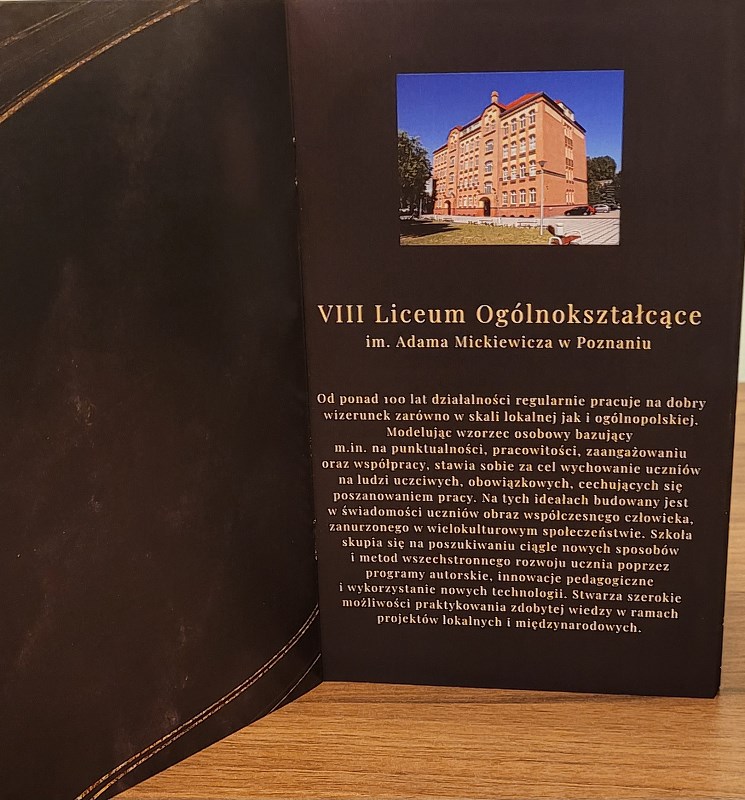 VIII Liceum Ogólnokształcące
im. Adama Mickiewicza w Poznaniu
Od ponad 100 lat działalności regularnie pracuje na dobry
wizerunek zarówno w skali lokalnej jak i ogólnopolskiej.
Modelując wzorzec osobowy bazujący
m.in. na punktualności, pracowitości, zaangażowaniu
oraz współpracy, stawia sobie za cel wychowanie uczniów
na ludzi uczciwych, obowiązkowych, cechujących się
poszanowaniem pracy. Na tych ideałach budowany jest
w świadomości uczniów obraz współczesnego człowieka,
zanurzonego w wielokulturowym społeczeństwie. Szkoła
skupia się na poszukiwaniu ciągle nowych sposobów
i metod wszechstronnego rozwoju ucznia poprzez
programy autorskie, innowacje pedagogiczne
i wykorzystanie nowych technologii. Stwarza szerokie
możliwości praktykowania zdobytej wiedzy w ramach
projektów lokalnych i międzynarodowych.